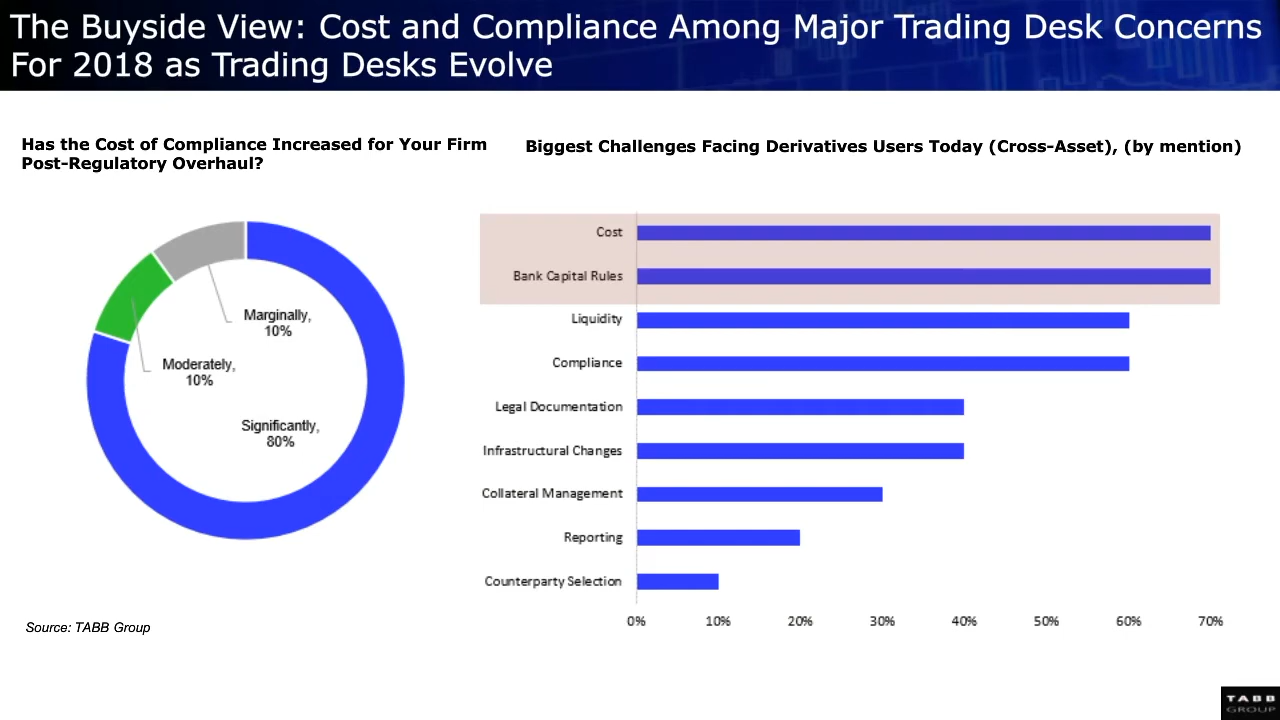 The Buyside View: Cost and Compliance Among Major Trading Desk Concerns
For 2018 as Trading Desks Evolve
Has the Cost of Compliance Increased for Your Firm
Post-Regulatory Overhaul?
Marginally,
10%
Moderately,
10%
Significantly,
80%
Source: TABB Group
Biggest Challenges Facing Derivatives Users Today (Cross-Asset), (by mention)
Cost
Bank Capital Rules
Liquidity
Compliance
Legal Documentation
Infrastructural Changes
Collateral Management
Reporting
Counterparty Selection
0% 10% 20% 30% 40% 50% 60% 70%
TABB
GROUP